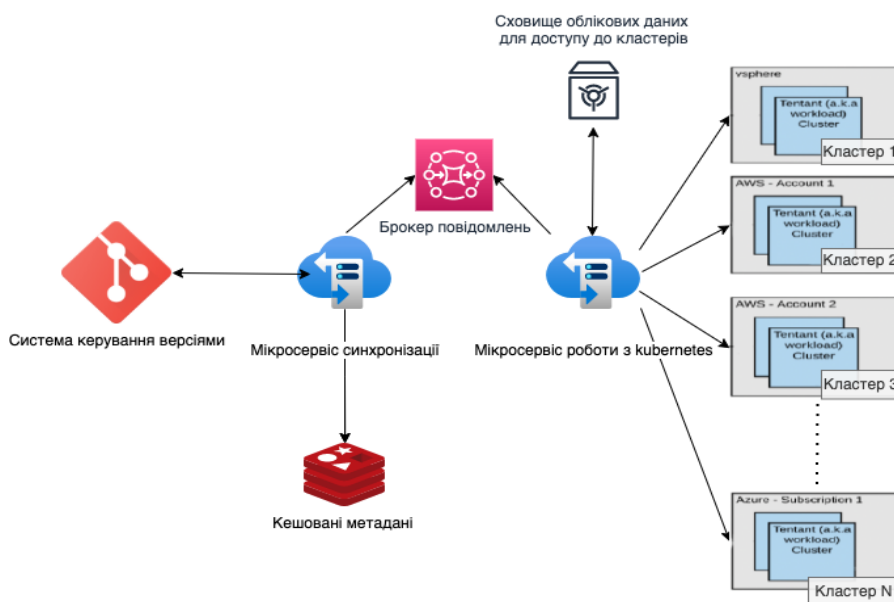 Сховище облікових даних
для доступу до кластерів
vsphere
Tentant (a.k.a
workload)
Cluster
Кластер 1
Брокер повідомлень
AWS - Account 1
Tentant (a.k.a
workload)
Cluster
Кластер 2
Система керування версіями
Мікросервіс синхронізації
Мікросервіс роботи з kubernetes
AWS - Account 2
Tentant (a.k.a
workload)
Cluster
Кластер 3
Кешовані метадані
Azure - Subscription 1
Tentant (a.k.a
workload)
Cluster
Кластер N